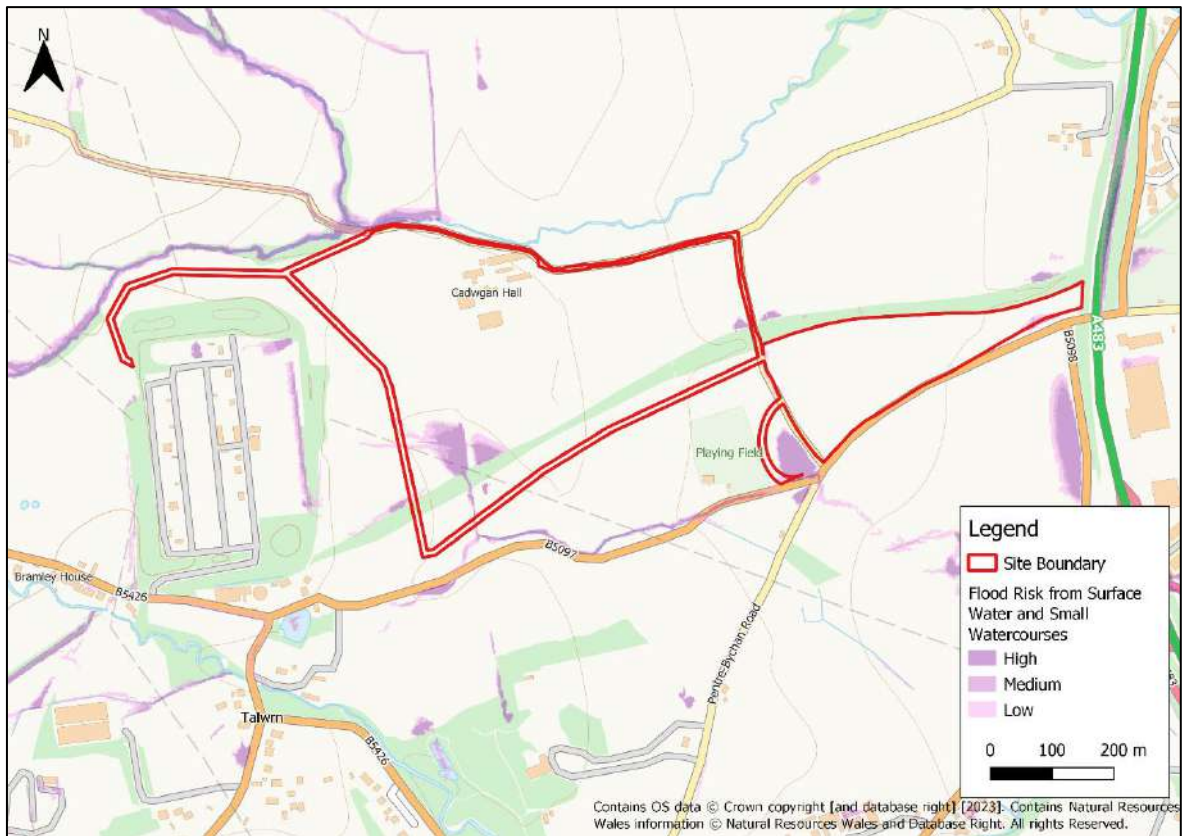 N
Cadwgan Hall
A483
B5098
Playing Field
B5097
Bramley House
B5426
Pentre Bychan Road
Talwrn
B5426
Legend
Site Boundary
Flood Risk from Surface
Water and Small
Watercourses
High
Medium
Low
0 100 200 m
Contains OS data © Crown copyright [and database right] [2023]. Contains Natural Resources
Wales information © Natural Resources Wales and Database Right. All rights Reserved.